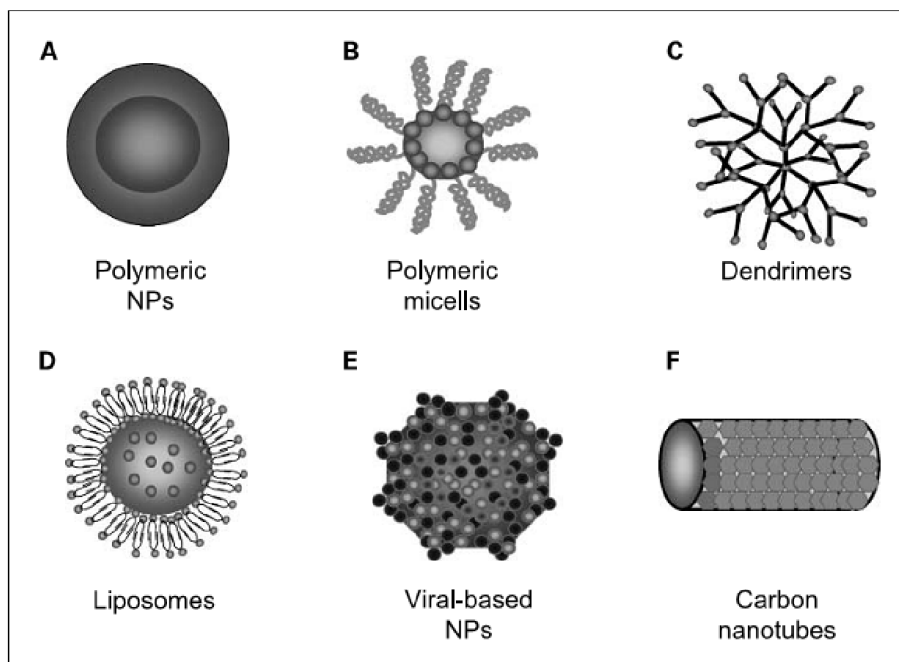 A
B
C
Polymeric
NPs
Polymeric
micells
Dendrimers
D
E
F
Liposomes
Viral-based
NPs
Carbon
nanotubes